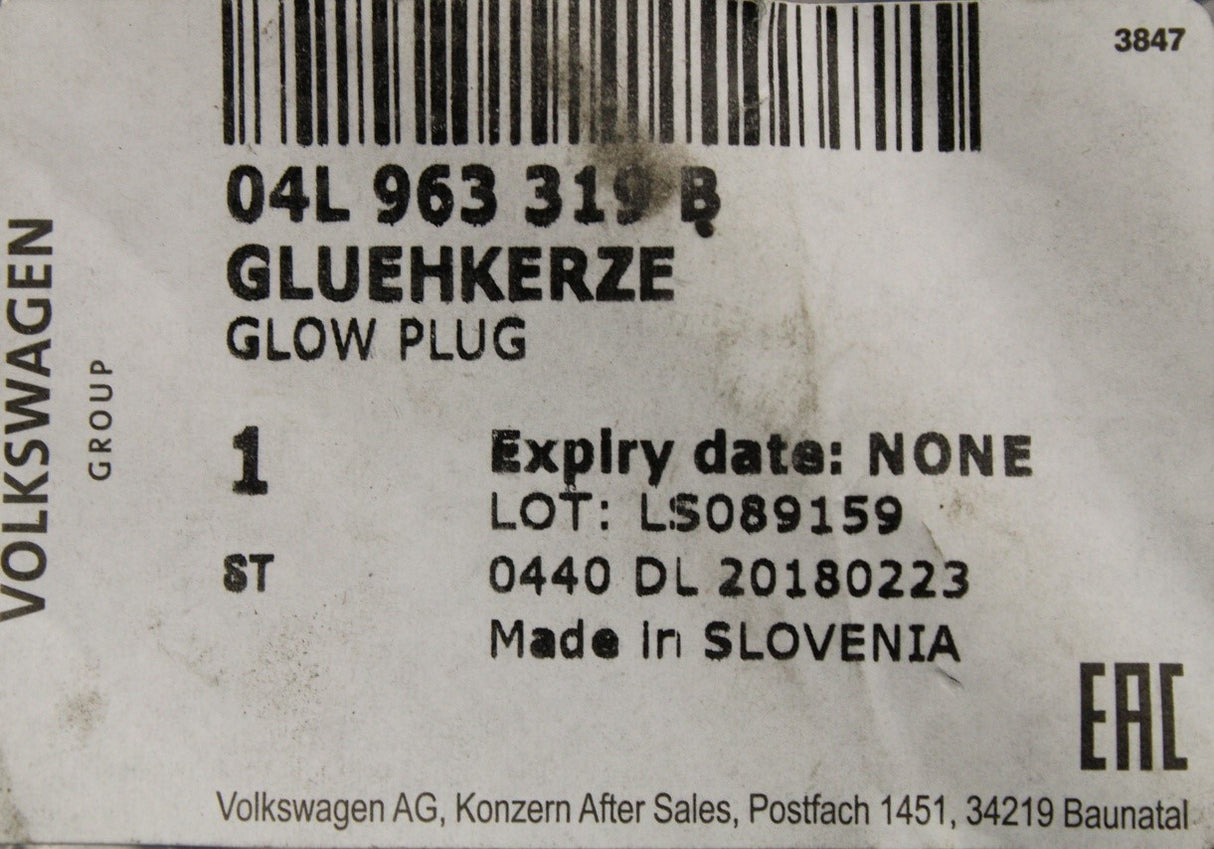 3847
04L 963 319 B
GLUEHKERZE
GLOW PLUG
VOLKSWAGEN
GROUP
1
Expiry date: NONE
LOT: LS089159
ST
0440 DL 20180223
Made in SLOVENIA
EAC
Volkswagen AG, Konzern After Sales, Postfach 1451, 34219 Baunatal